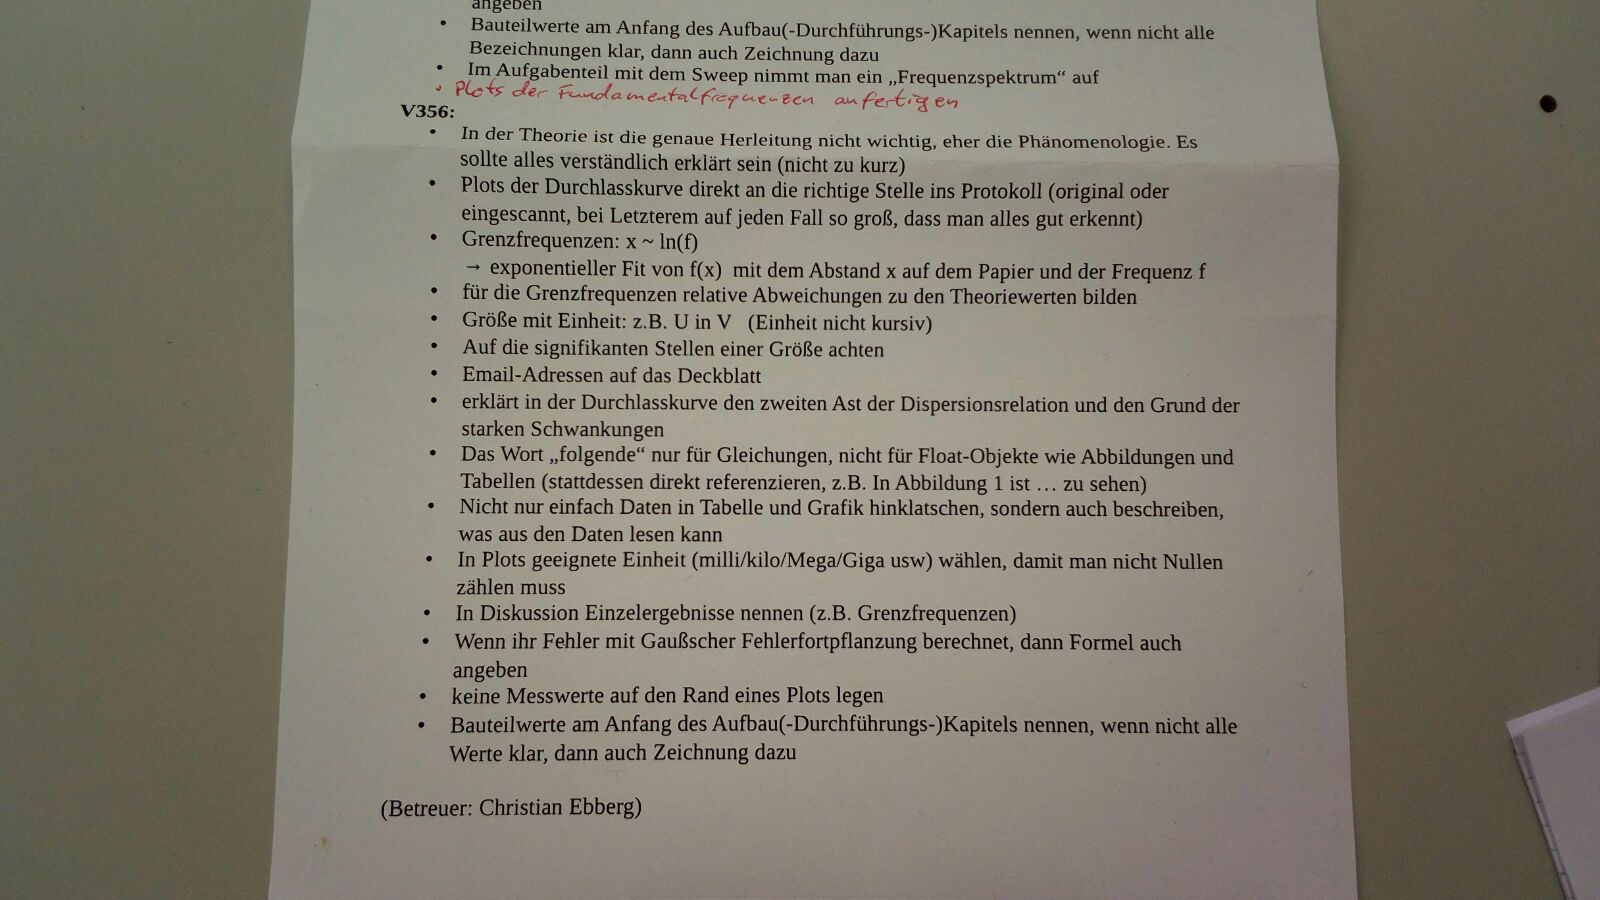 angeben
• Bauteilwerte am Anfang des Aufbau(-Durchführungs-)Kapitels nennen, wenn nicht alle
Bezeichnungen klar, dann auch Zeichnung dazu
• Im Aufgabenteil mit dem Sweep nimmt man ein „Frequenzspektrum“ auf
• Plots der Fundamentalfrequenzen anfertigen
V356:
• In der Theorie ist die genaue Herleitung nicht wichtig, eher die Phänomenologie. Es
sollte alles verständlich erklärt sein (nicht zu kurz)
• Plots der Durchlasskurve direkt an die richtige Stelle ins Protokoll (original oder
eingescannt, bei Letzterem auf jeden Fall so groß, dass man alles gut erkennt)
• Grenzfrequenzen: x ~ ln(f)
→ exponentieller Fit von f(x) mit dem Abstand x auf dem Papier und der Frequenz f
• für die Grenzfrequenzen relative Abweichungen zu den Theoriewerten bilden
• Größe mit Einheit: z.B. U in V (Einheit nicht kursiv)
• Auf die signifikanten Stellen einer Größe achten
• Email-Adressen auf das Deckblatt
• erklärt in der Durchlasskurve den zweiten Ast der Dispersionsrelation und den Grund der
starken Schwankungen
• Das Wort „folgende“ nur für Gleichungen, nicht für Float-Objekte wie Abbildungen und
Tabellen (stattdessen direkt referenzieren, z.B. In Abbildung 1 ist … zu sehen)
• Nicht nur einfach Daten in Tabelle und Grafik hinklatschen, sondern auch beschreiben,
was aus den Daten lesen kann
• In Plots geeignete Einheit (milli/kilo/Mega/Giga usw) wählen, damit man nicht Nullen
zählen muss
• In Diskussion Einzelergebnisse nennen (z.B. Grenzfrequenzen)
• Wenn ihr Fehler mit Gaußscher Fehlerfortpflanzung berechnet, dann Formel auch
angeben
• keine Messwerte auf den Rand eines Plots legen
• Bauteilwerte am Anfang des Aufbau(-Durchführungs-)Kapitels nennen, wenn nicht alle
Werte klar, dann auch Zeichnung dazu
(Betreuer: Christian Ebberg)